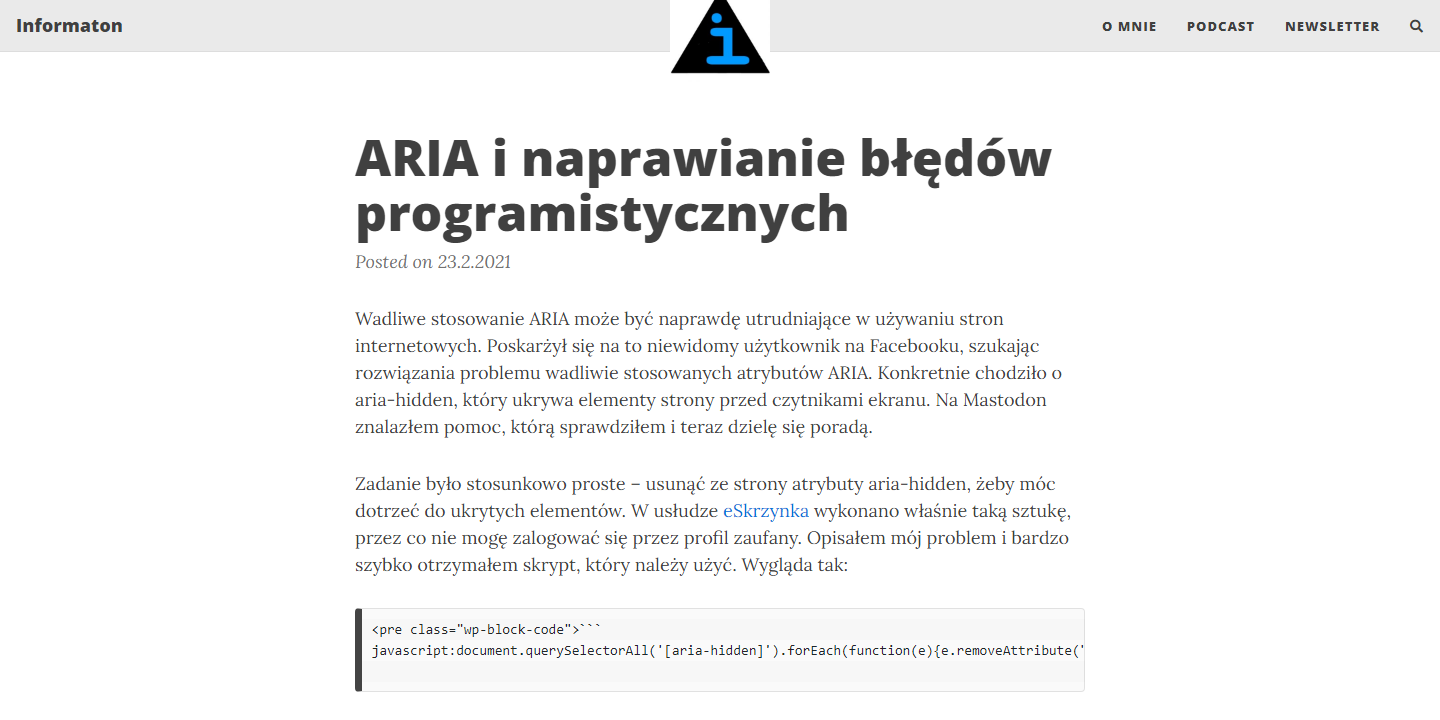 Informaton
i
O MNIE
PODCAST
NEWSLETTER
ARIA i naprawianie błędów
programistycznych
Posted on 23.2.2021
Wadliwe stosowanie ARIA może być naprawdę utrudniające w używaniu stron
internetowych. Poskarżył się na to niewidomy użytkownik na Facebooku, szukając
rozwiązania problemu wadliwie stosowanych atrybutów ARIA. Konkretnie chodziło o
aria-hidden, który ukrywa elementy strony przed czytnikami ekranu. Na Mastodon
znalazłem pomoc, którą sprawdziłem i teraz dzielę się poradą.
Zadanie było stosunkowo proste – usunąć ze strony atrybuty aria-hidden, żeby móc
dotrzeć do ukrytych elementów. W usłudze eSkrzynka wykonano właśnie taką sztukę,
przez co nie mogę zalogować się przez profil zaufany. Opisałem mój problem i bardzo
szybko otrzymałem skrypt, który należy użyć. Wygląda tak:
<pre class="wp-block-code">```
javascript:document.querySelectorAll('[aria-hidden]').forEach(function(e){e.removeAttribute('